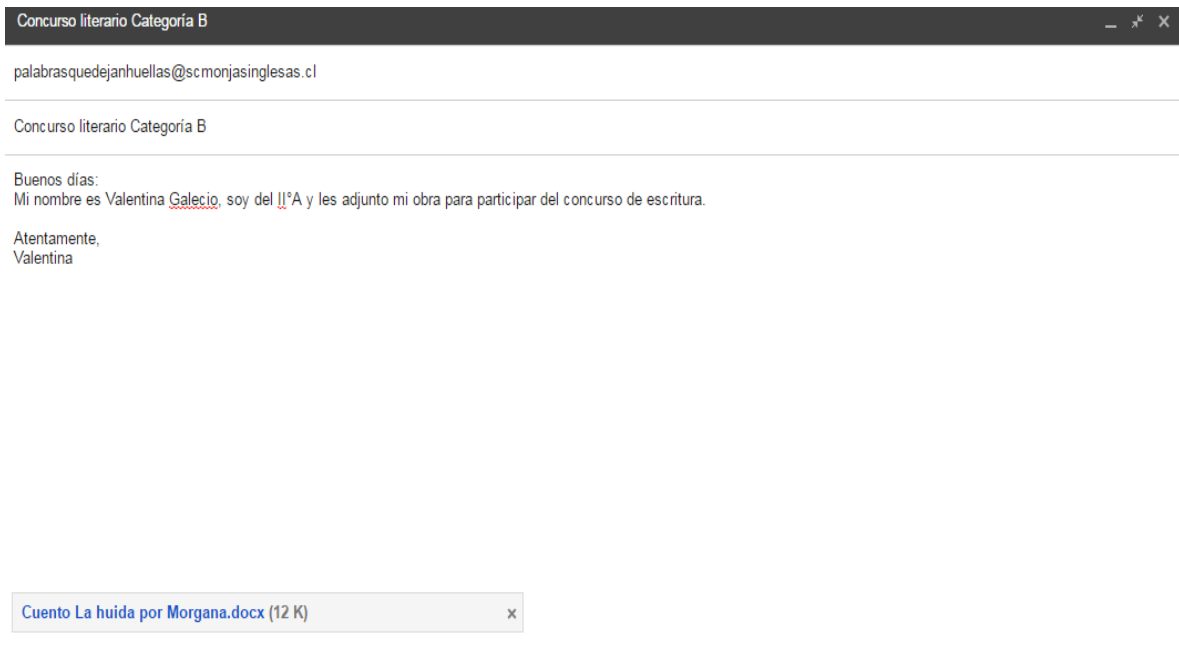 Concurso literario Categoría B
palabrasquedejanhuellas@scmonjasinglesas.cl
Concurso literario Categoría B
Buenos días:
Mi nombre es Valentina Galecio, soy del II°A y les adjunto mi obra para participar del concurso de escritura.
Atentamente,
Valentina
Cuento La huida por Morgana.docx (12 K)